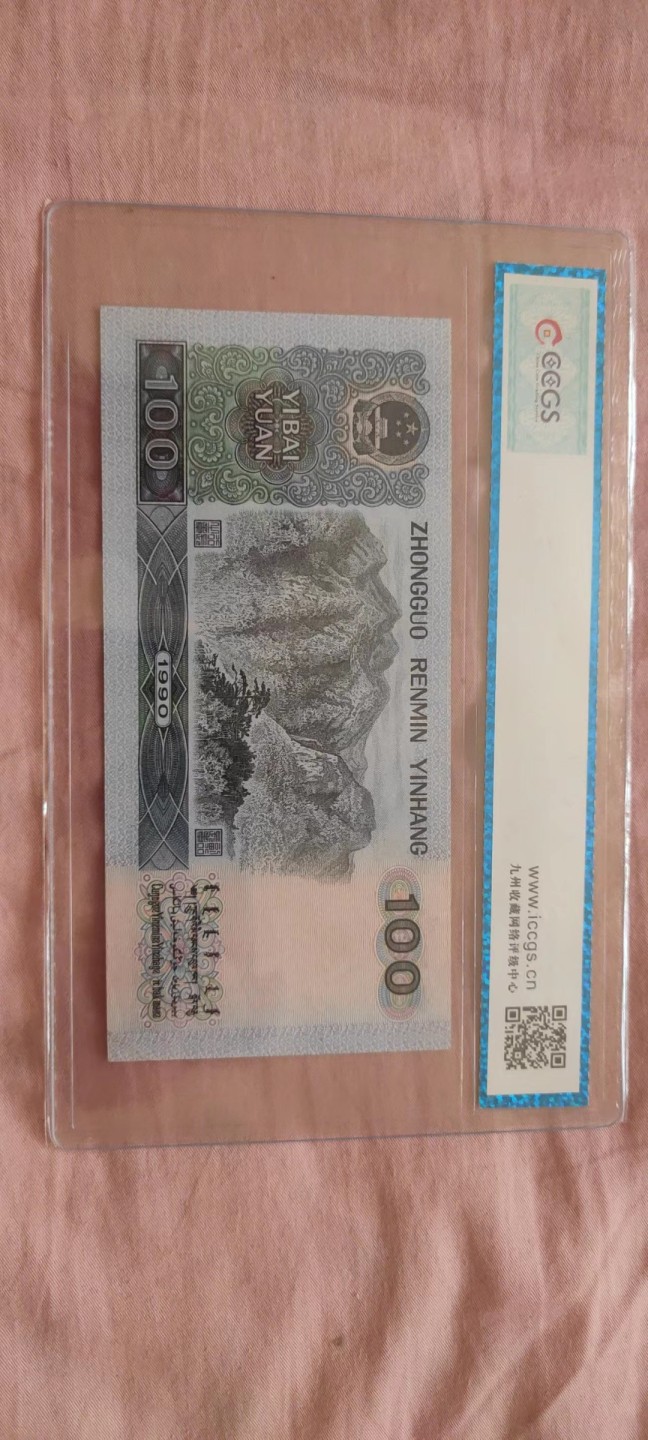 CCGS
www.iccgs.cn
九州收藏网络评级中心
ZHONGGUO RENMIN YINHANG
100
YIBAI
YUAN
100
1990